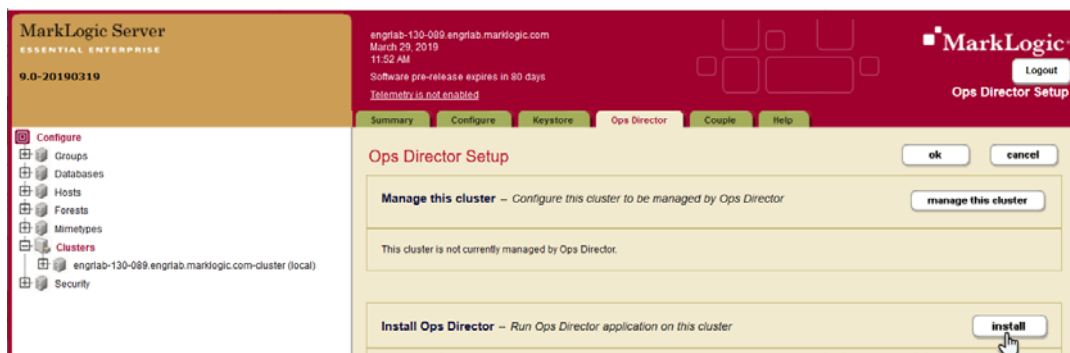 MarkLogic Server
ESSENTIAL ENTERPRISE
9.0-20190319
engrlab-130-089.engrlab.marklogic.com
March 29, 2019
11:52 AM
Software pre-release expires in 80 days
Telemetry is not enabled
MarkLogic
Logout
Ops Director Setup
Summary
Configure
Keystore
Ops Director
Couple
Help
Configure
Groups
Databases
Hosts
Forests
Mimetypes
Clusters
engrlab-130-089.engrlab.marklogic.com-cluster (local)
Security
Ops Director Setup
ok
cancel
Manage this cluster -- Configure this cluster to be managed by Ops Director
manage this cluster
This cluster is not currently managed by Ops Director.
Install Ops Director -- Run Ops Director application on this cluster
install